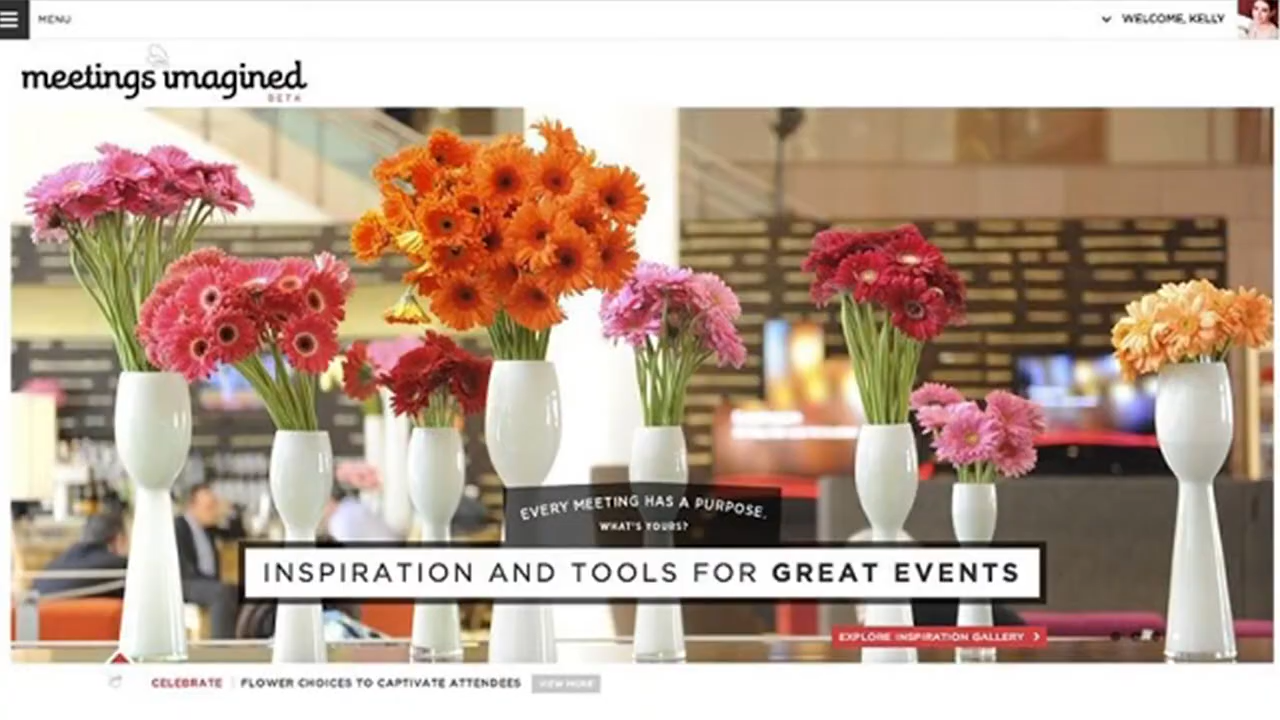 MENU
WELCOME, KELLY
meetings imagined
BETA
EVERY MEETING HAS A PURPOSE.
WHAT'S YOURS?
INSPIRATION AND TOOLS FOR GREAT EVENTS
EXPLORE INSPIRATION GALLERY >
CELEBRATE | FLOWER CHOICES TO CAPTIVATE ATTENDEES VIEW MORE